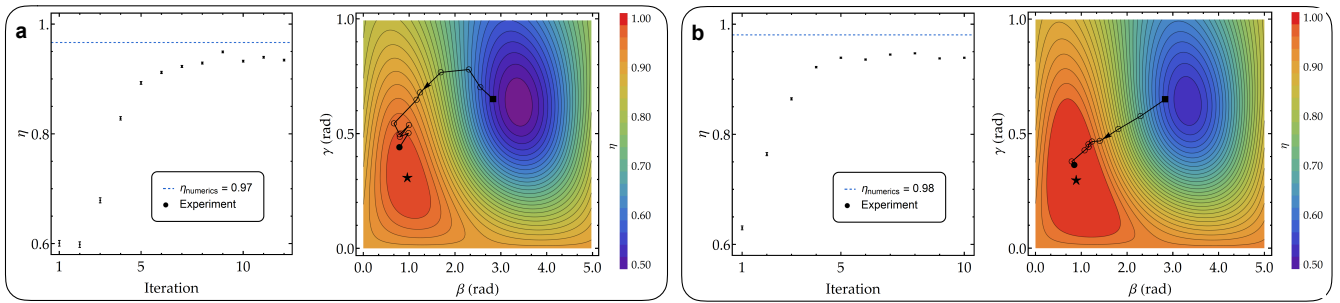 a
1.
0.8
0.6
η
1
5
10
Iteration
ηnumerics = 0.97
Experiment
1.0
0.5
0.0
γ (rad)
0.0
1.0
2.0
3.0
4.0
5.0
β (rad)
1.00
0.90
0.80
0.70
0.60
0.50
η
b
1.
0.8
0.6
η
1
5
10
Iteration
ηnumerics = 0.98
Experiment
1.0
0.5
0.0
γ (rad)
0.0
1.0
2.0
3.0
4.0
5.0
β (rad)
1.00
0.90
0.80
0.70
0.60
0.50
η